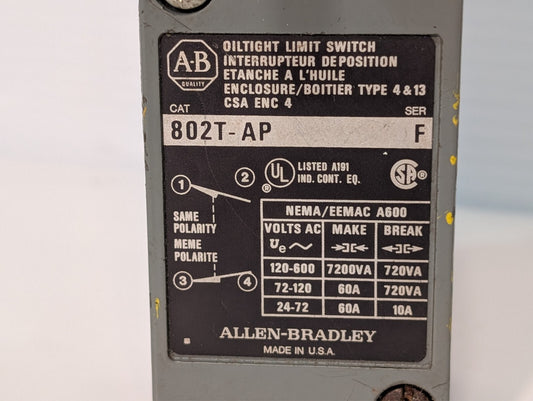 A-B
QUALITY
OILTIGHT LIMIT SWITCH
INTERRUPTEUR DE POSITION
ETANCHE A L'HUILE
ENCLOSURE/BOITIER TYPE 4 & 13
CSA ENC 4
CAT SER
802T-AP F
UL ® LISTED A191
IND. CONT. EQ.
SA ®
1 2
SAME
POLARITY
MEME
POLARITE
3 4
NEMA/EEMAC A600
VOLTS AC MAKE BREAK
Ue
120-600 7200VA 720VA
72-120 60A 720VA
24-72 60A 10A
ALLEN-BRADLEY
MADE IN U.S.A.